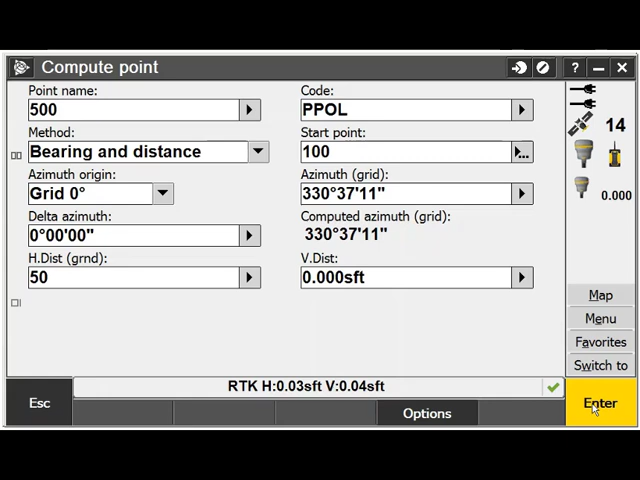 Compute point
? 
Point name:
500
Code:
PPOL
Method:
Bearing and distance
Start point:
100
...
Azimuth origin:
Grid 0°
Azimuth (grid):
330°37'11"
Delta azimuth:
0°00'00"
Computed azimuth (grid):
330°37'11"
H.Dist (grnd):
50
V.Dist:
0.000sft
14
0.000
Map
Menu
Favorites
Switch to
RTK H:0.03sft V:0.04sft
Esc
Options
Enter